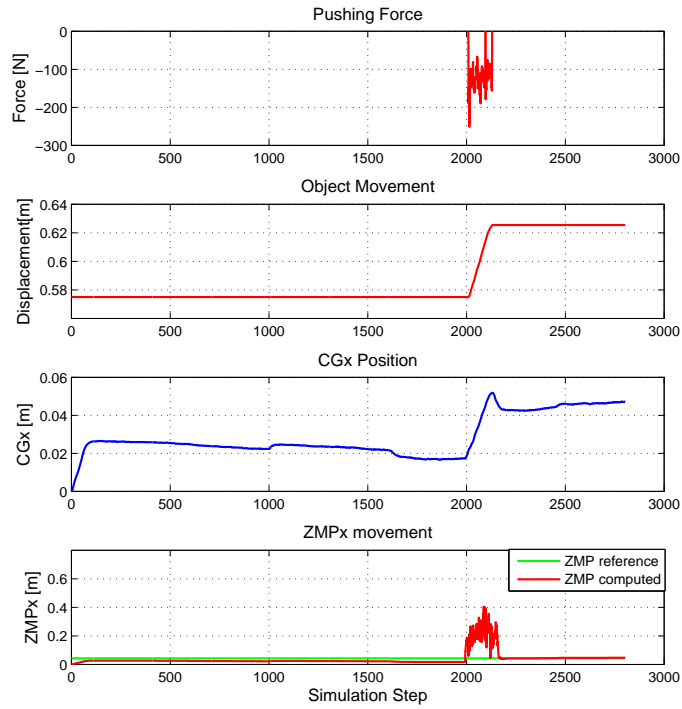 Pushing Force
Force [N]
0
−100
−200
−300
0 500 1000 1500 2000 2500 3000
Object Movement
Displacement[m]
0.64
0.62
0.6
0.58
0 500 1000 1500 2000 2500 3000
CGx Position
CGx [m]
0.06
0.04
0.02
0
0 500 1000 1500 2000 2500 3000
ZMPx movement
ZMPx [m]
0.6
0.4
0.2
0
ZMP reference
ZMP computed
0 500 1000 1500 2000 2500 3000
Simulation Step